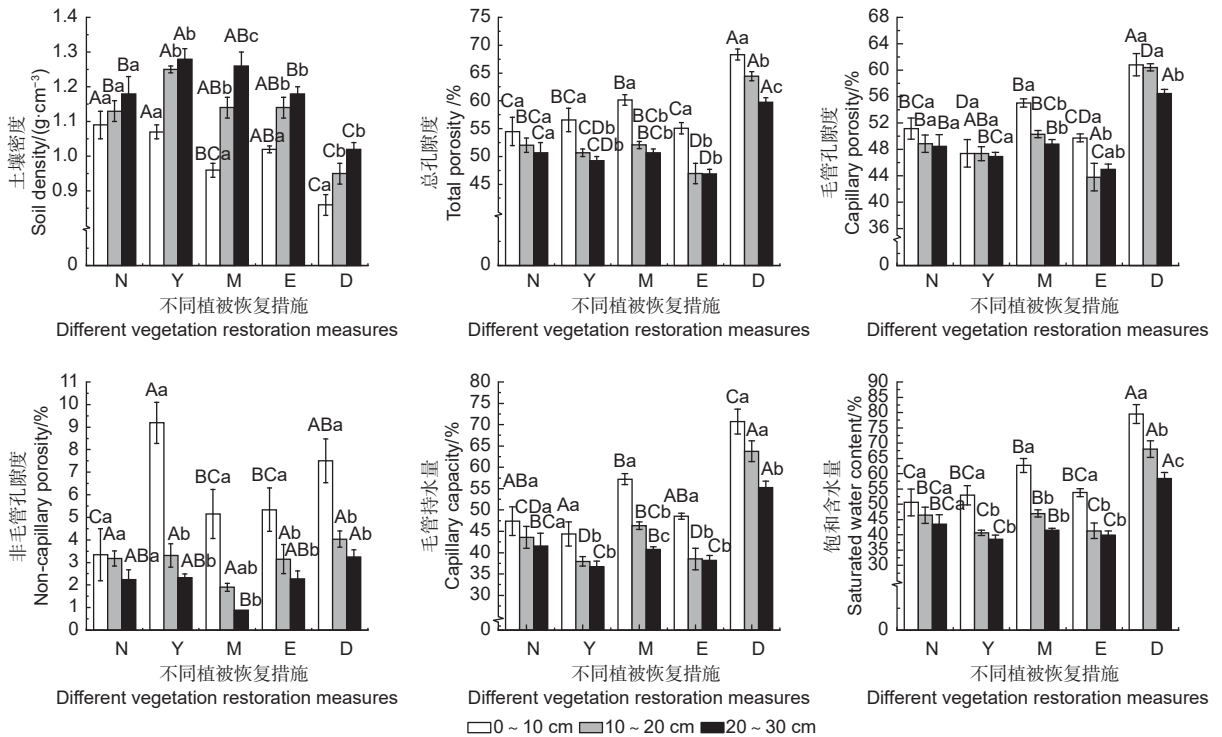 土壤密度
Soil density/(g·cm⁻³)
1.4
1.3
1.2
1.1
1.0
0.9
0
Aa
Ba
Ba
Aa
Ab
Ab
BCa
ABb
ABc
ABa
ABb
Bb
Ca
Cb
Cb
N Y M E D
不同植被恢复措施
Different vegetation restoration measures
总孔隙度
Total porosity /%
75
70
65
60
55
50
45
0
Ca
BCa
Ca
BCa
CDb
CDb
Ba
BCb
BCb
Ca
Db
Db
Aa
Ab
Ac
N Y M E D
不同植被恢复措施
Different vegetation restoration measures
毛管孔隙度
Capillary porosity/%
68
64
60
56
52
48
44
40
36
0
BCa
Ba
Ba
Da
ABa
BCa
Ba
BCb
Bb
CDa
Ab
Cab
Aa
Da
Ab
N Y M E D
不同植被恢复措施
Different vegetation restoration measures
非毛管孔隙度
Non-capillary porosity/%
11
10
9
8
7
6
5
4
3
2
1
0
Ca
Aa
ABa
Aa
Ab
ABb
BCa
Aab
Bb
BCa
Ab
ABb
ABa
Ab
Ab
N Y M E D
不同植被恢复措施
Different vegetation restoration measures
毛管持水量
Capillary capacity/%
80
75
70
65
60
55
50
45
40
35
30
0
ABa
CDa
BCa
Aa
Db
Cb
Ba
BCb
Bc
ABa
Db
Cb
Ca
Aa
Ab
N Y M E D
不同植被恢复措施
Different vegetation restoration measures
饱和含水量
Saturated water content/%
90
85
80
75
70
65
60
55
50
45
40
35
30
0
Ca
BCa
BCa
BCa
Cb
Cb
Ba
Bb
Bb
BCa
Cb
Cb
Aa
Ab
Ac
N Y M E D
不同植被恢复措施
Different vegetation restoration measures
0 ~ 10 cm 10 ~ 20 cm 20 ~ 30 cm